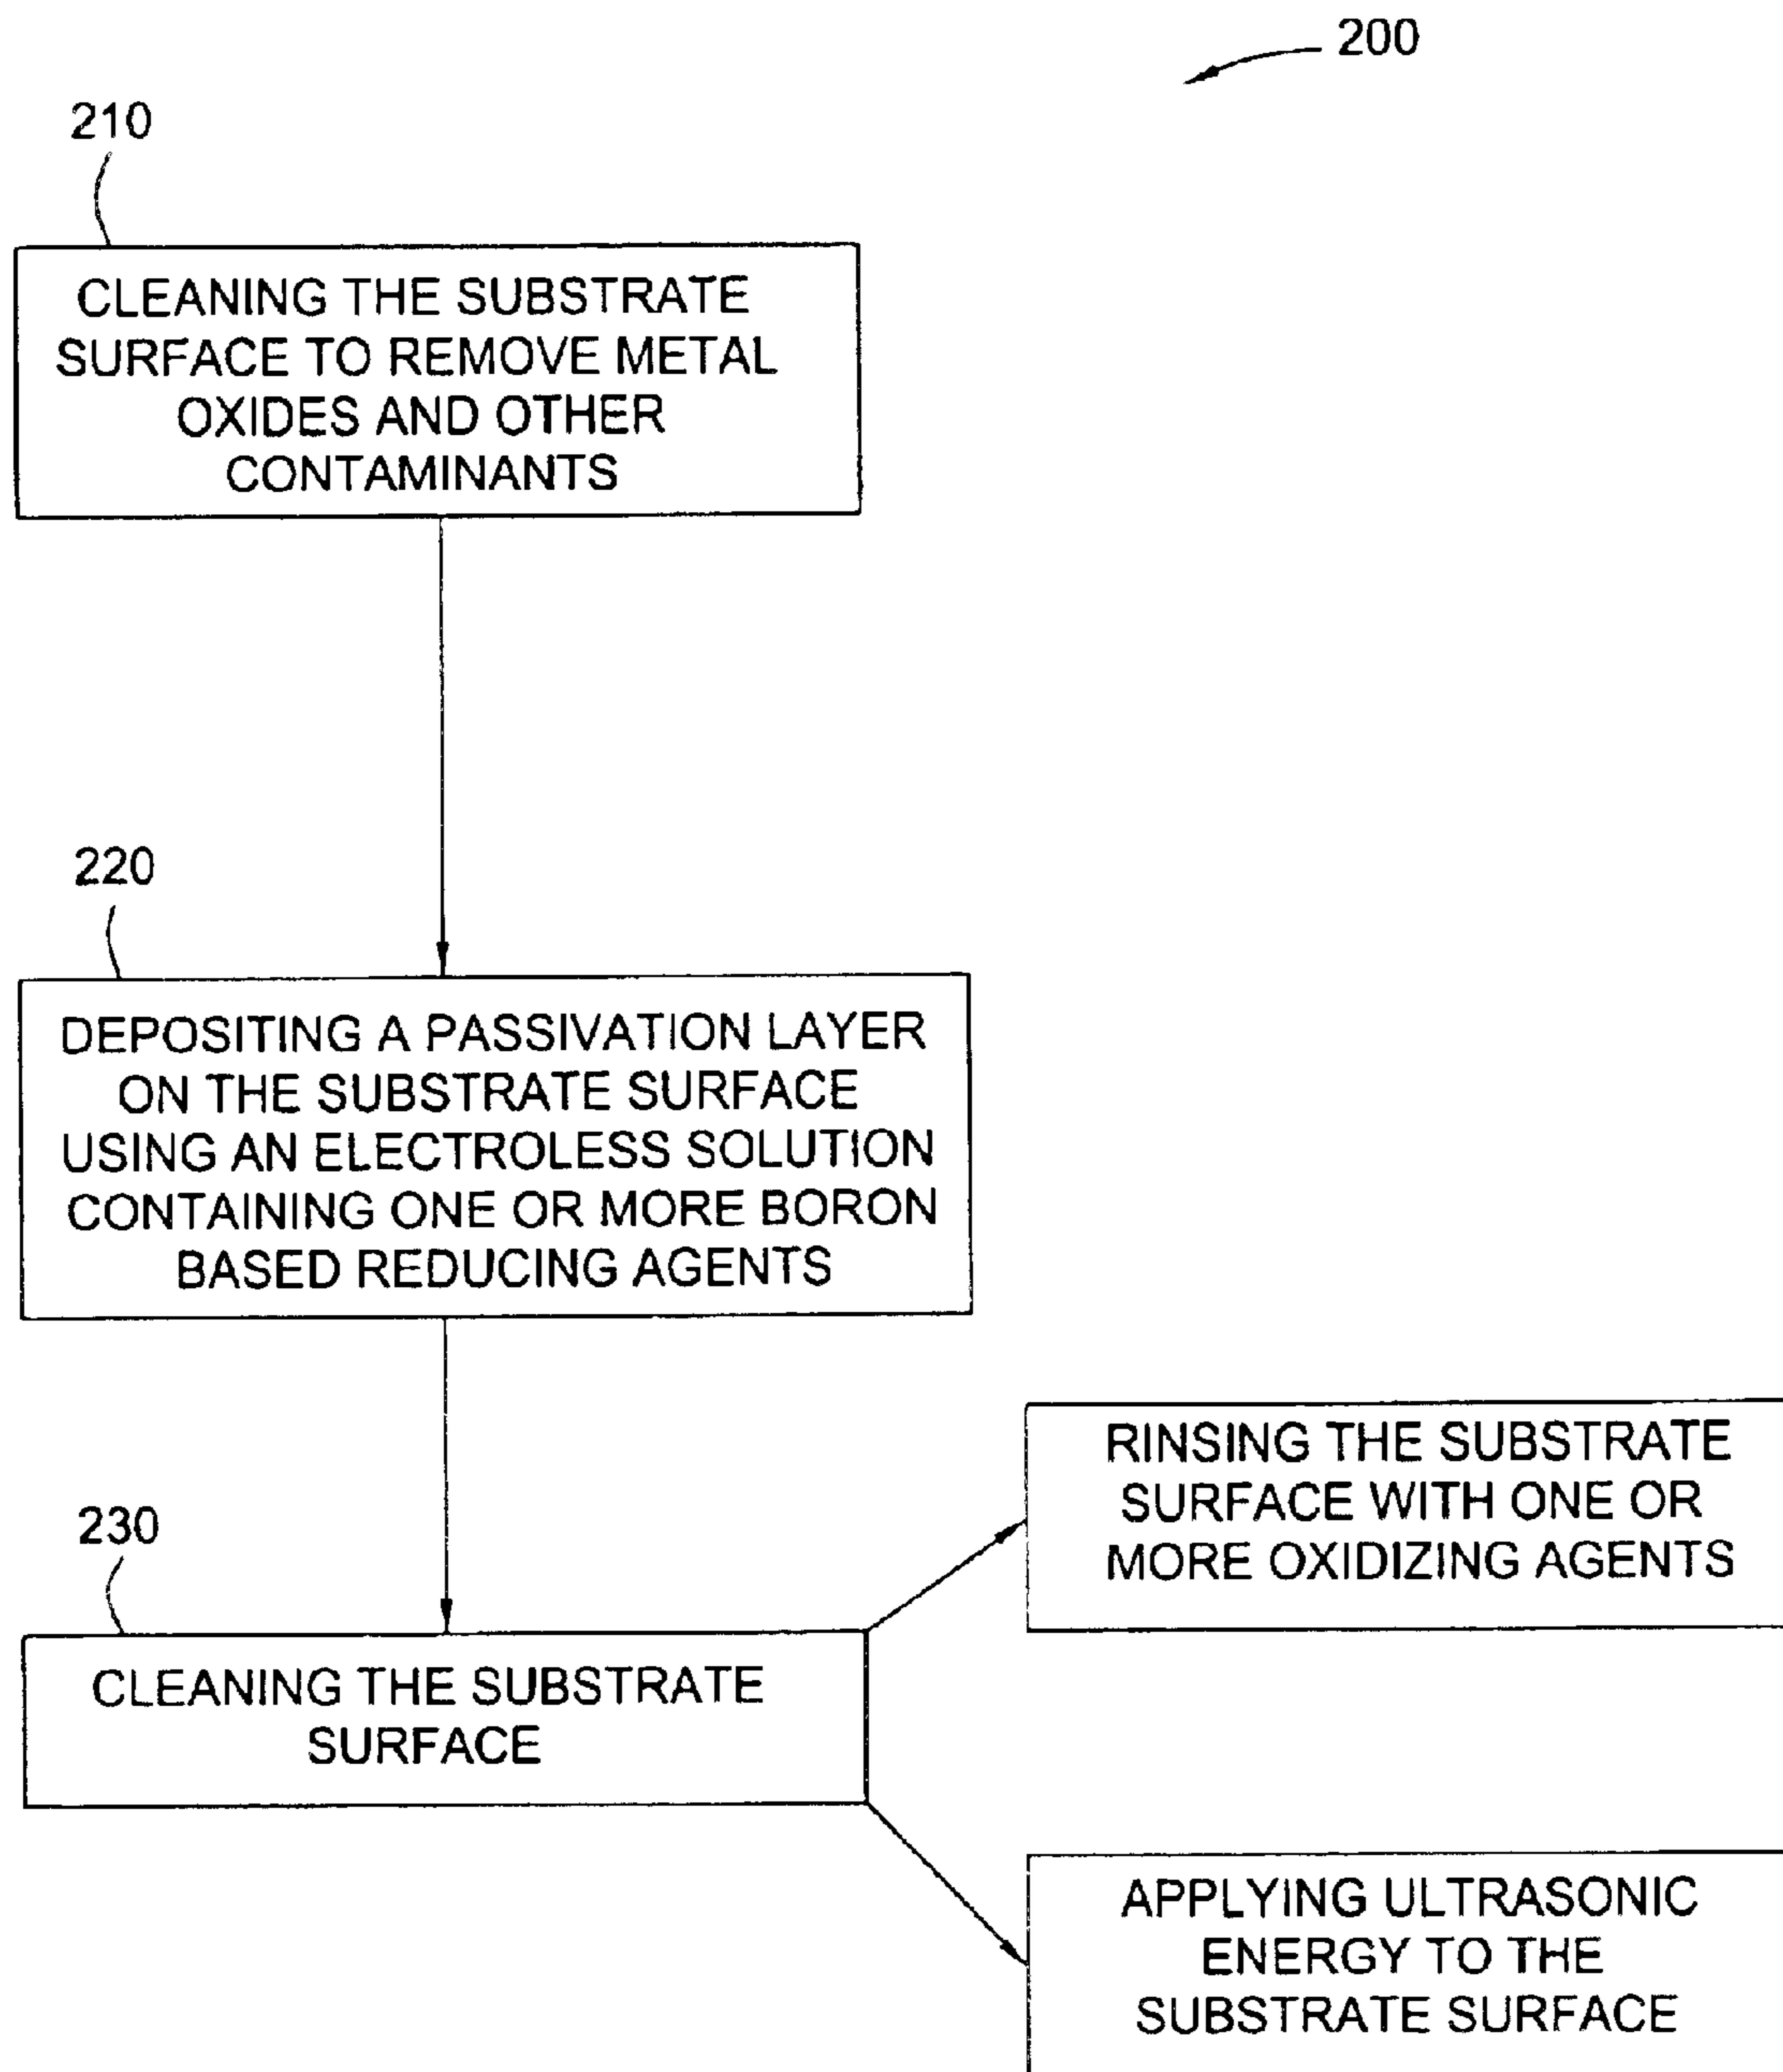 200
210
CLEANING THE SUBSTRATE
SURFACE TO REMOVE METAL
OXIDES AND OTHER
CONTAMINANTS
220
DEPOSITING A PASSIVATION LAYER
ON THE SUBSTRATE SURFACE
USING AN ELECTROLESS SOLUTION
CONTAINING ONE OR MORE BORON
BASED REDUCING AGENTS
230
CLEANING THE SUBSTRATE
SURFACE
RINSING THE SUBSTRATE
SURFACE WITH ONE OR
MORE OXIDIZING AGENTS
APPLYING ULTRASONIC
ENERGY TO THE
SUBSTRATE SURFACE